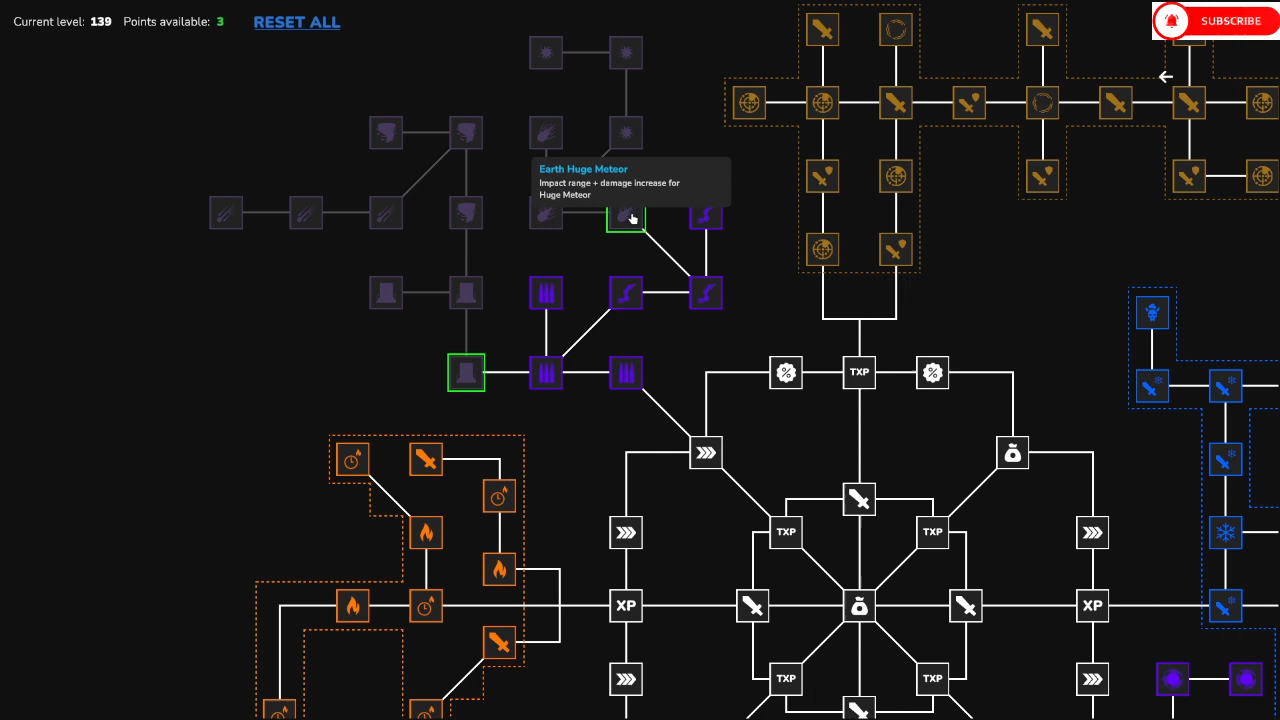 Current level: 139 Points available: 3 RESET ALL
SUBSCRIBE
Earth Huge Meteor
Impact range + damage increase for
Huge Meteor
TXP
TXP TXP
XP XP
TXP TXP